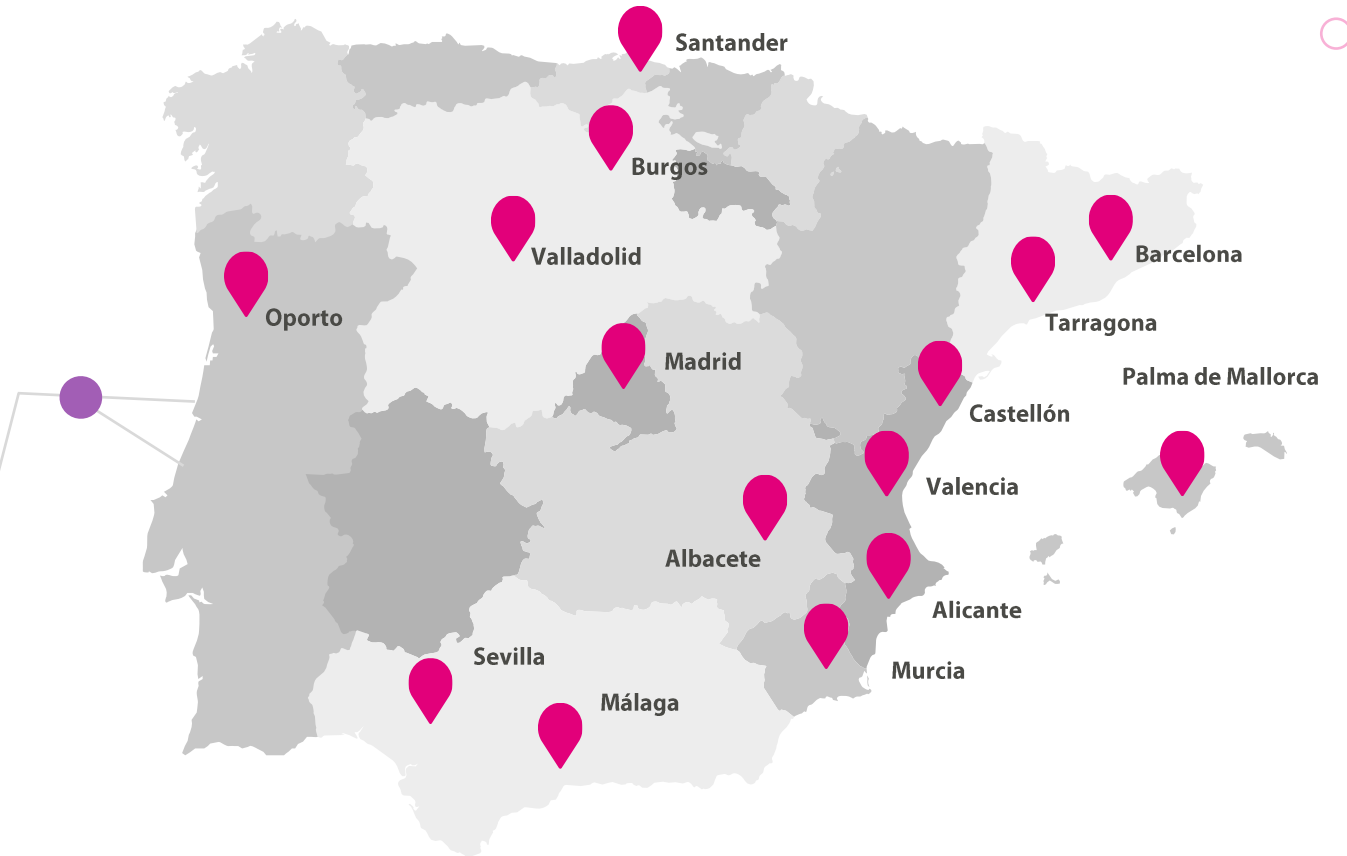 Santander
Burgos
Valladolid
Barcelona
Oporto
Tarragona
Madrid
Palma de Mallorca
Castellón
Valencia
Albacete
Alicante
Sevilla
Murcia
Málaga